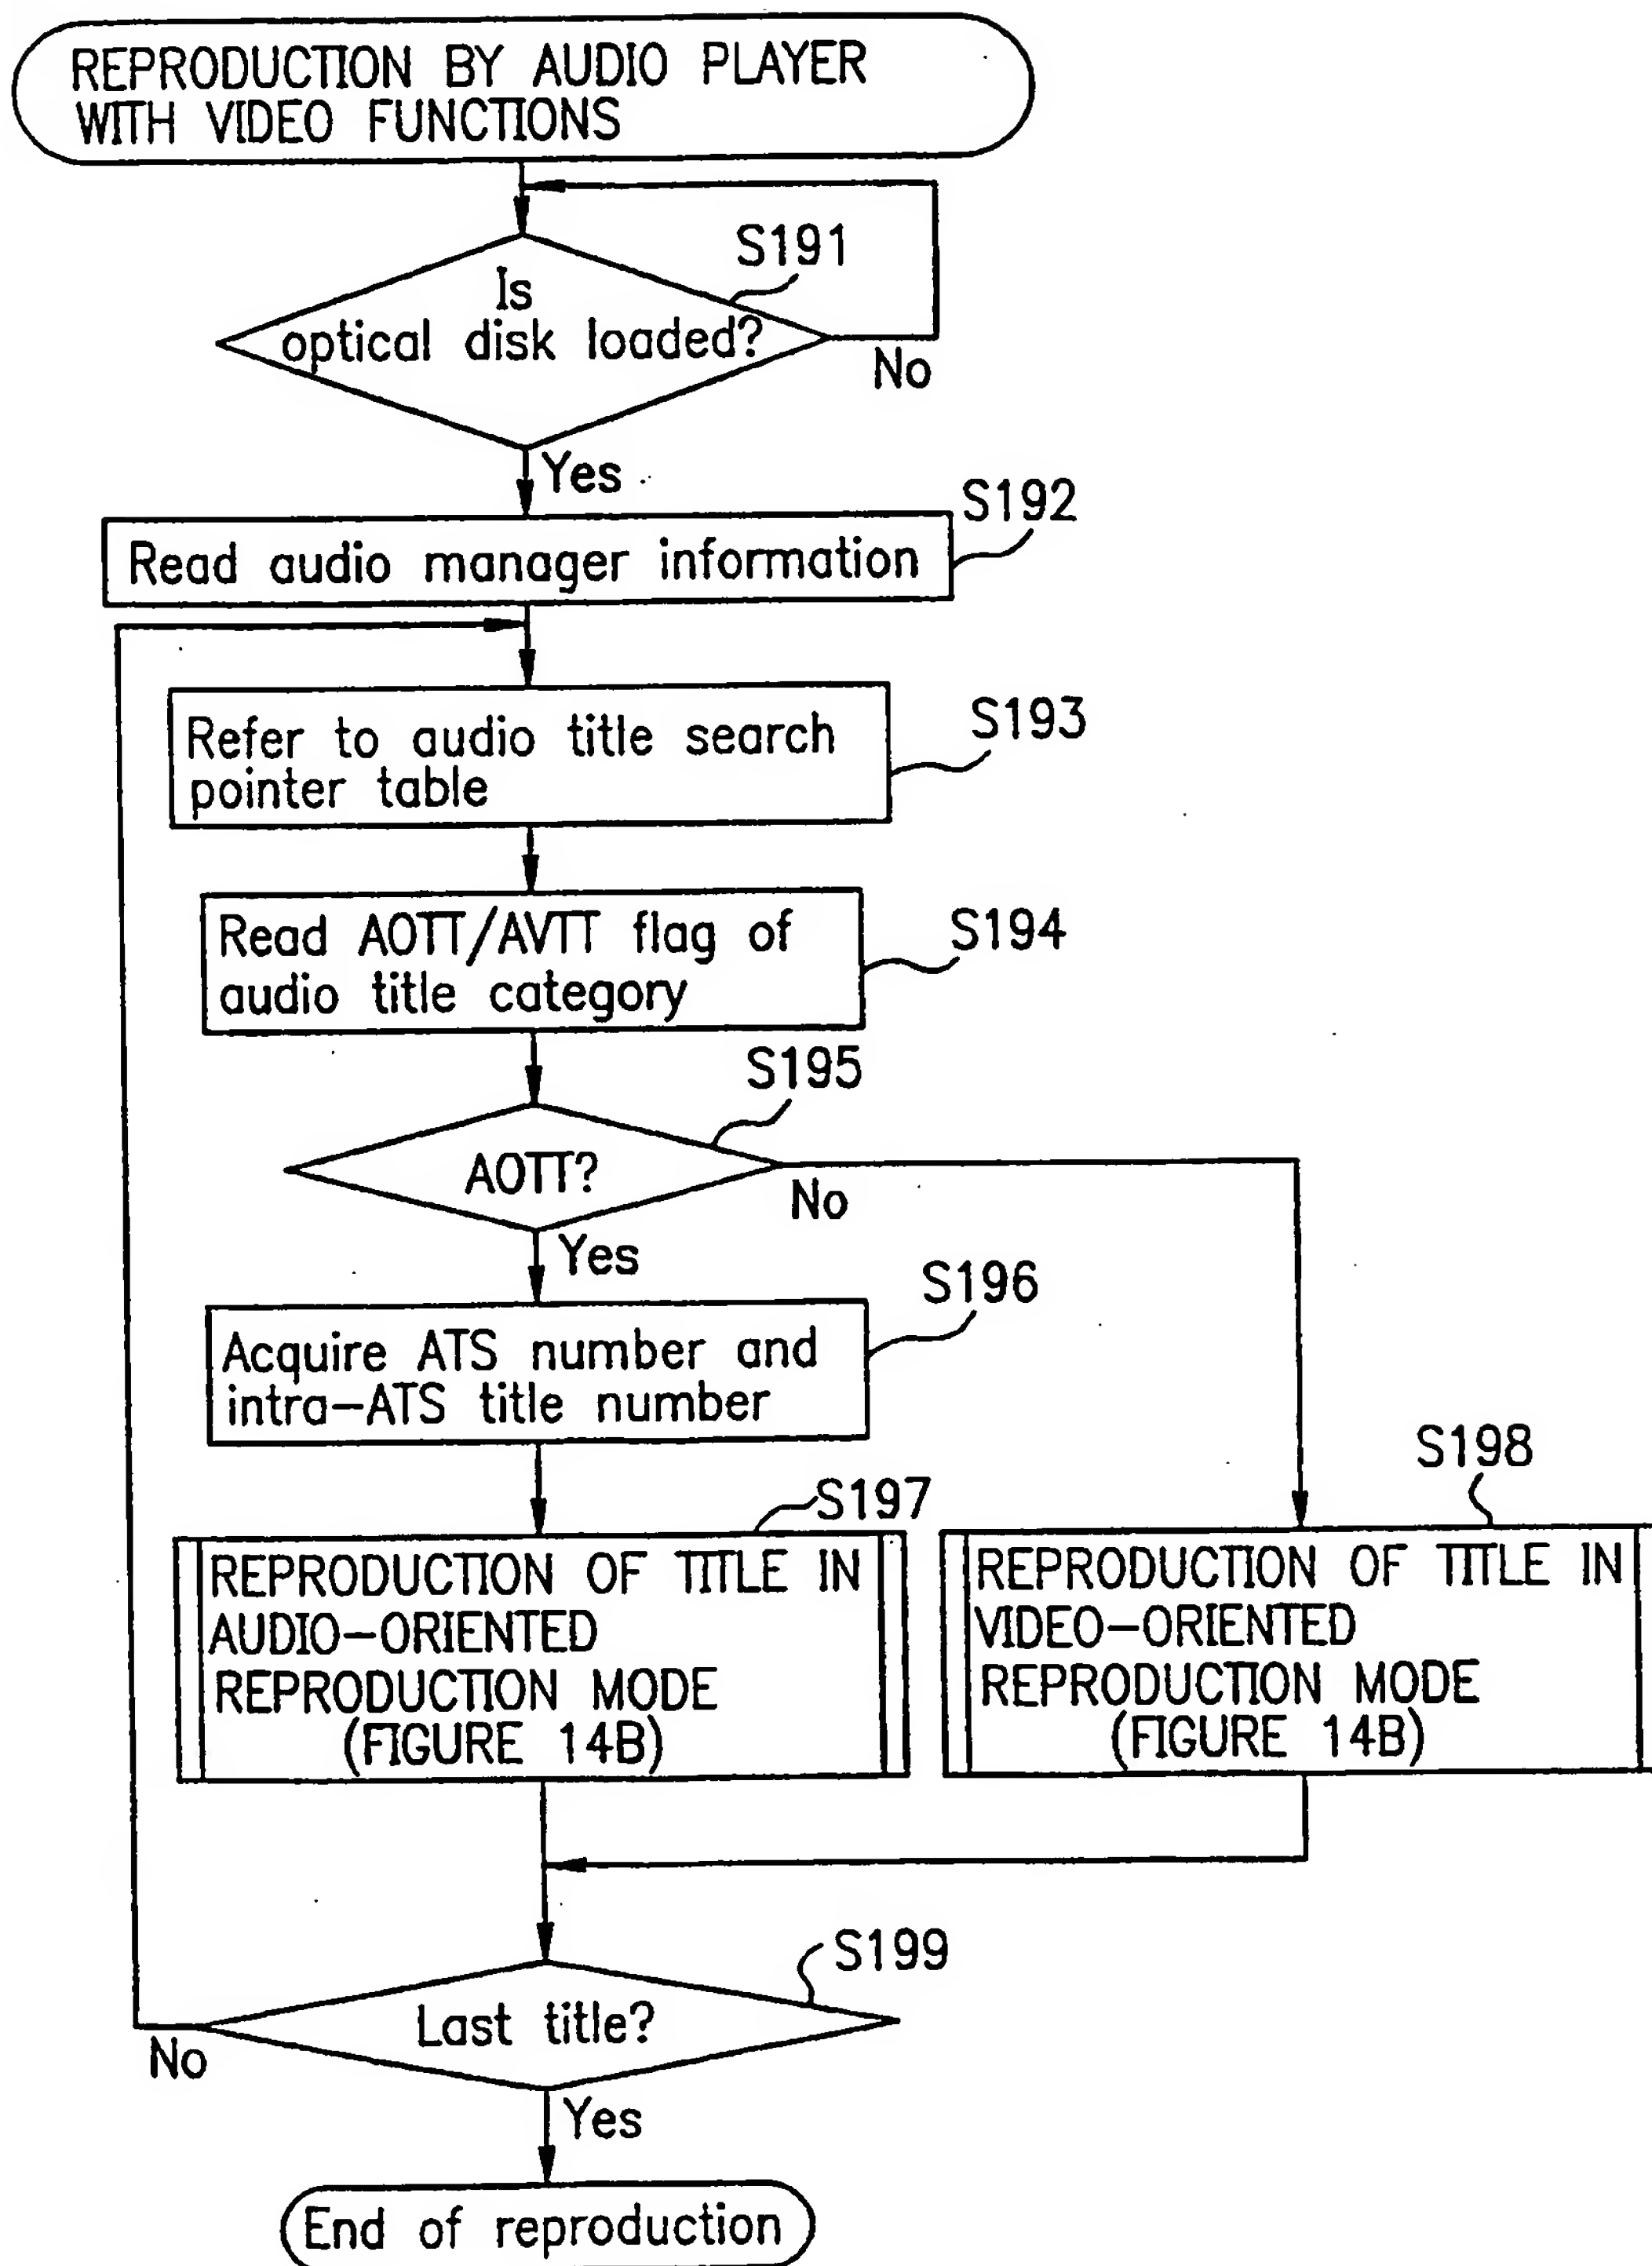 REPRODUCTION BY AUDIO PLAYER
WITH VIDEO FUNCTIONS
S191
Is
optical disk loaded?
No
Yes
S192
Read audio manager information
S193
Refer to audio title search
pointer table
S194
Read AOTT/AVTT flag of
audio title category
S195
AOTT?
No
Yes
S196
Acquire ATS number and
intra-ATS title number
S197
REPRODUCTION OF TITLE IN
AUDIO-ORIENTED
REPRODUCTION MODE
(FIGURE 14B)
S198
REPRODUCTION OF TITLE IN
VIDEO-ORIENTED
REPRODUCTION MODE
(FIGURE 14B)
S199
Last title?
No
Yes
End of reproduction